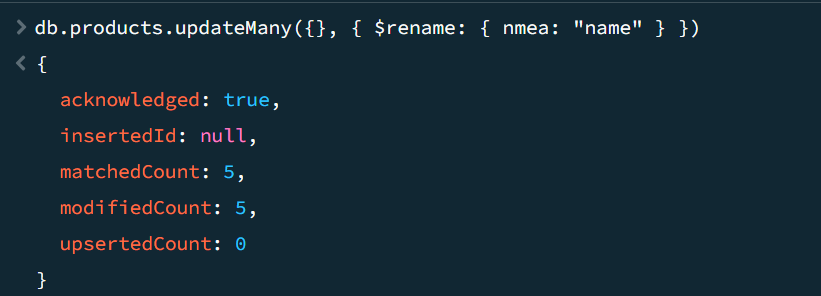 > db.products.updateMany({}, { $rename: { nmea: "name" } })
< {
acknowledged: true,
insertedId: null,
matchedCount: 5,
modifiedCount: 5,
upsertedCount: 0
}